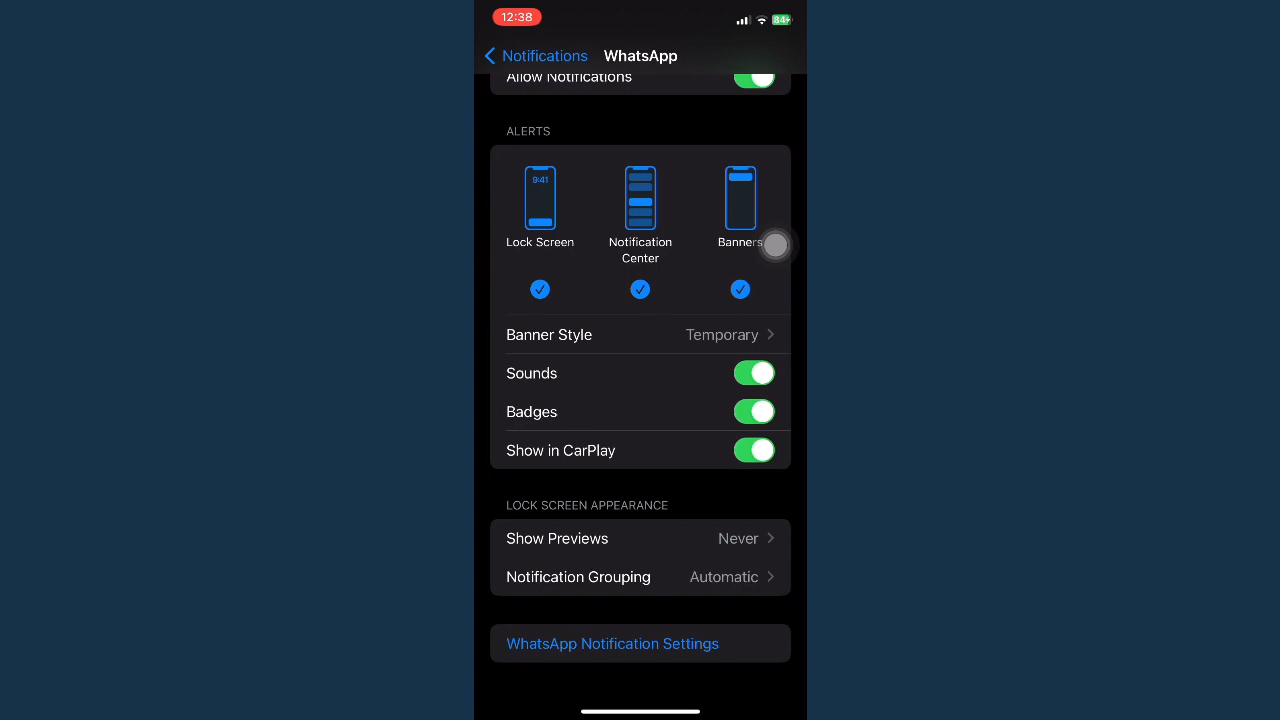 12:38
84
Notifications
WhatsApp
Allow Notifications
ALERTS
9:41
Lock Screen
Notification
Center
Banners
Banner Style
Temporary
Sounds
Badges
Show in CarPlay
LOCK SCREEN APPEARANCE
Show Previews
Never
Notification Grouping
Automatic
WhatsApp Notification Settings